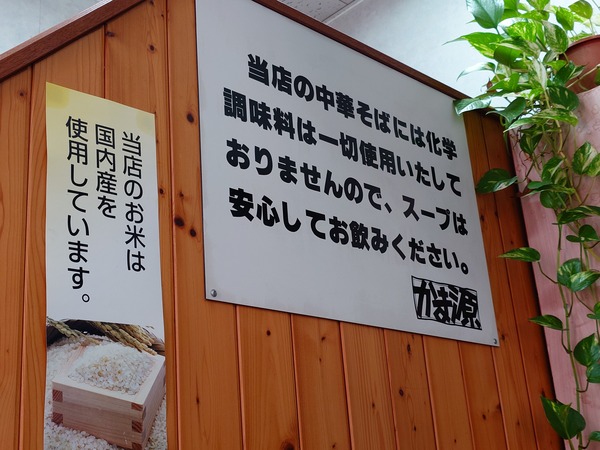 当店の中華そばには化学
調味料は一切使用いたして
おりませんので、スープは
安心してお飲みください。
かま源
当店のお米は
国内産を
使用しています。